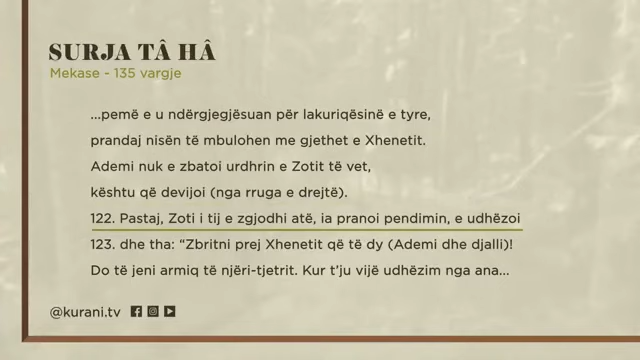 SURJA TÂ HÂ
Mekase - 135 vargje
...pemë e u ndërgjegjësuan për lakuriqësinë e tyre,
prandaj nisën të mbulohen me gjethet e Xhenetit.
Ademi nuk e zbatoi urdhrin e Zotit të vet,
kështu që devijoi (nga rruga e drejtë).
122. Pastaj, Zoti i tij e zgjodhi atë, ia pranoi pendimin, e udhëzoi
123. dhe tha: “Zbritni prej Xhenetit që të dy (Ademi dhe djalli)!
Do të jeni armiq të njëri-tjetrit. Kur t’ju vijë udhëzim nga ana...
@kurani.tv